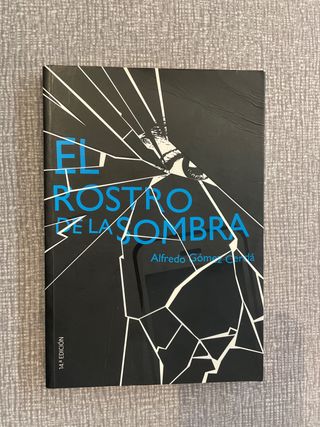 EL
ROSTRO
DE LA SOMBRA
Alfredo Gómez Cerdá
14.ª EDICIÓN